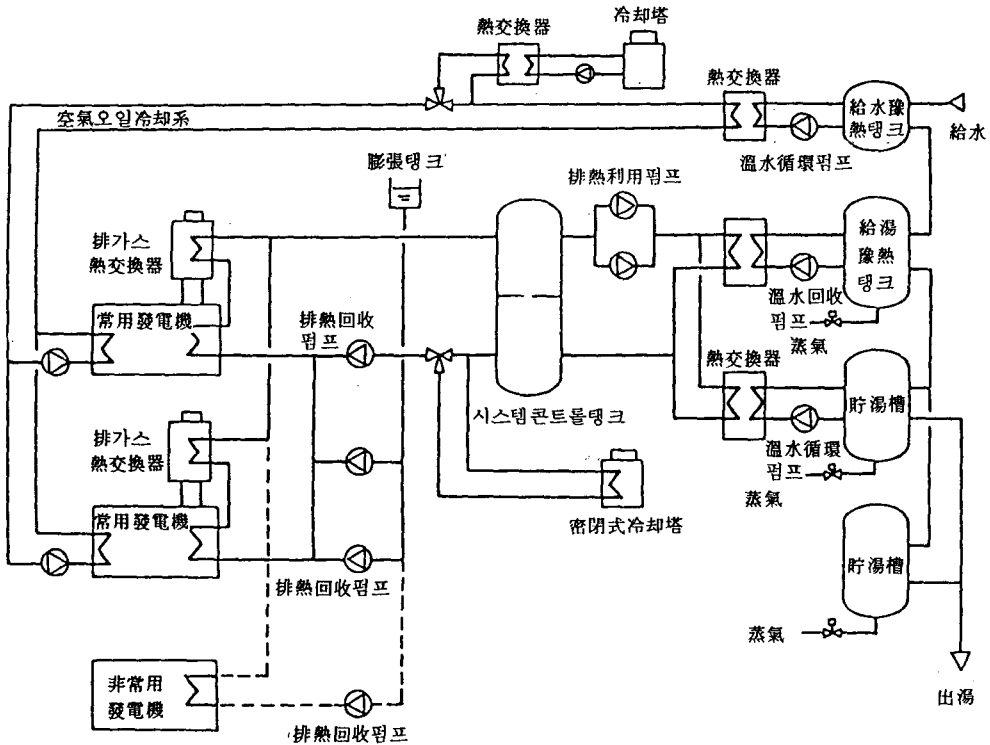 冷却塔
熱交換器
熱交換器
空氣오일冷却系
給水豫
熱탱크
給水
溫水循環펌프
膨張탱크
排熱利用펌프
排가스
熱交換器
給湯
豫熱
탱크
常用發電機
排熱回收
펌프
溫水回收
펌프
蒸氣
熱交換器
貯湯槽
시스템콘트롤탱크
排가스
熱交換器
溫水循環
펌프
蒸氣
常用發電機
密閉式冷却塔
貯湯槽
排熱回收펌프
蒸氣
非常用
發電機
出湯
排熱回收펌프